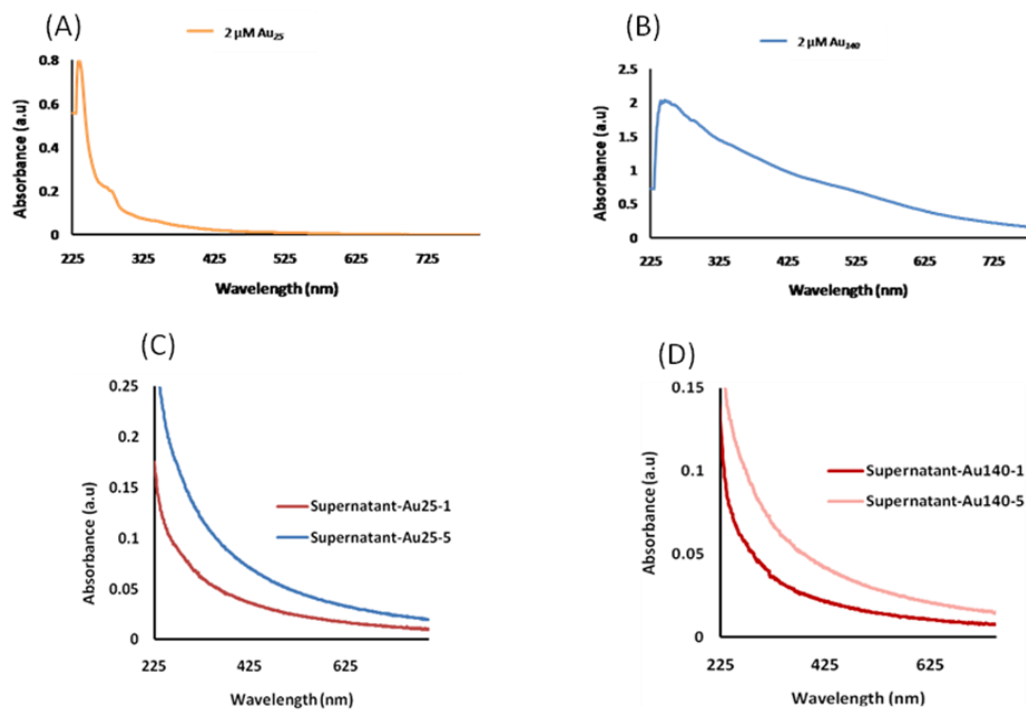 (A)
2 µM Au25
0.8
0.6
0.4
0.2
0
Absorbance (a.u)
225 325 425 525 625 725
Wavelength (nm)
(B)
2 µM Au140
2.5
2
1.5
1
0.5
0
Absorbance (a.u)
225 325 425 525 625 725
Wavelength (nm)
(C)
0.25
0.2
0.15
0.1
0.05
0
Absorbance (a.u)
Supernatant-Au25-1
Supernatant-Au25-5
225 425 625
Wavelength (nm)
(D)
0.15
0.1
0.05
0
Absorbance (a.u)
Supernatant-Au140-1
Supernatant-Au140-5
225 425 625
Wavelength (nm)